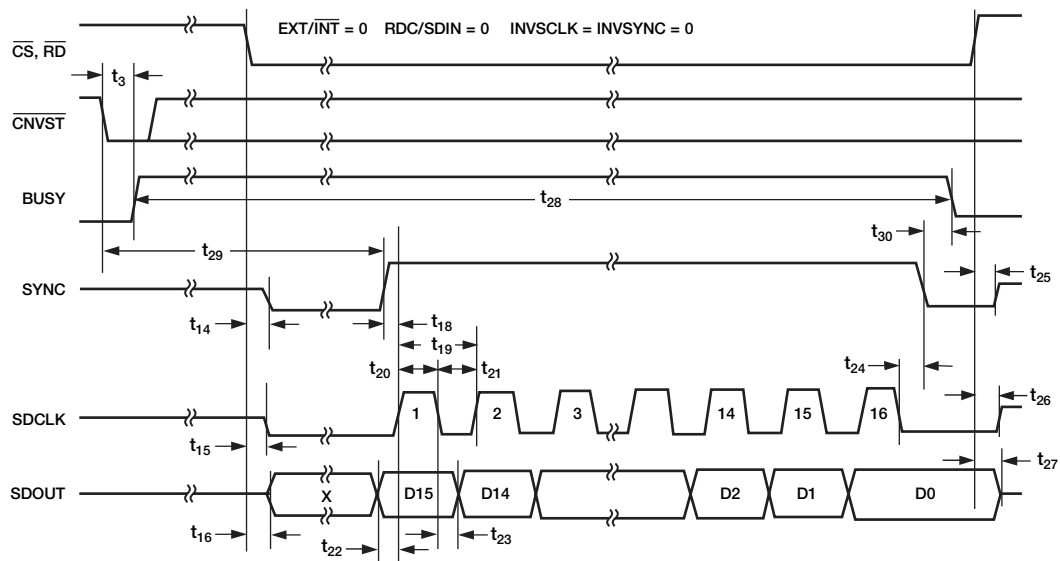 EXT/INT = 0 RDC/SDIN = 0 INVSCLK = INVSYNC = 0
CS, RD
t3
CNVST
BUSY
t28
t30
t29
t25
SYNC
t14
t18
t19
t20
t21
t24
t26
SDCLK
1
2
3
14
15
16
t15
t27
SDOUT
X
D15
D14
D2
D1
D0
t16
t22
t23